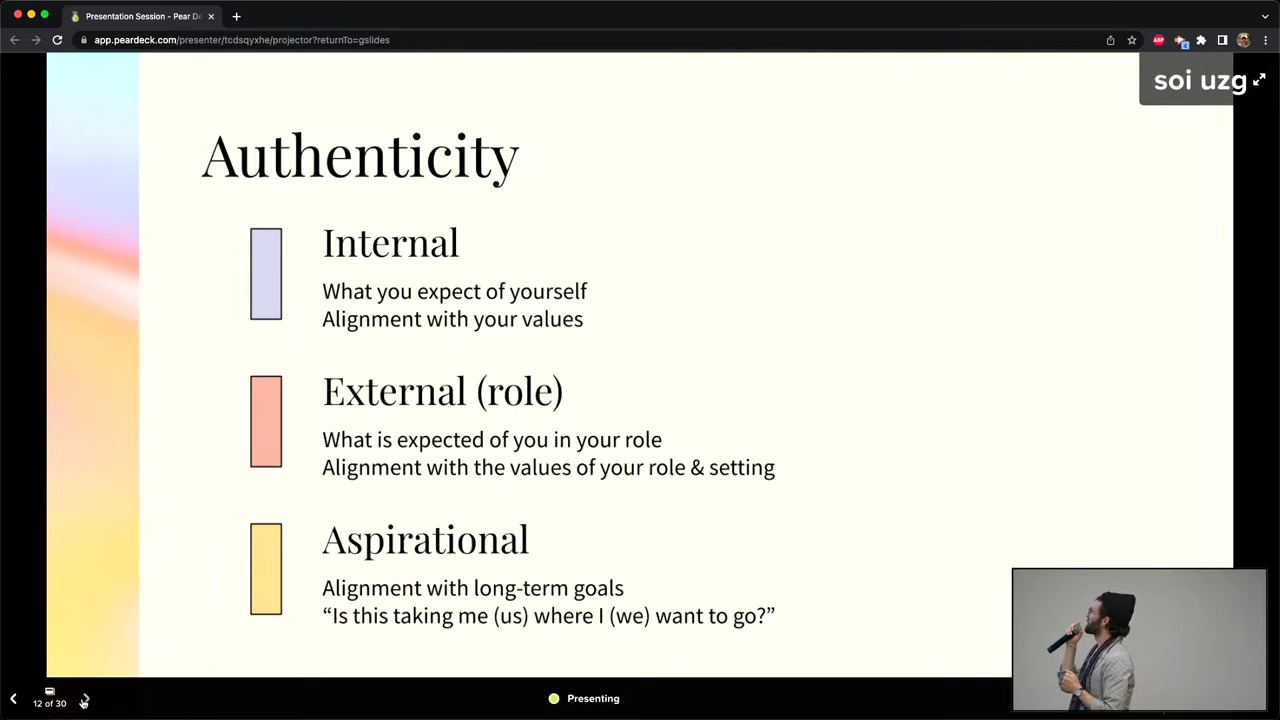 Presentation Session - Pear De
app.peardeck.com/presenter/tcdsqyxhe/projector?returnTo=gslides
ABP
4
soi uzg
Authenticity
Internal
What you expect of yourself
Alignment with your values
External (role)
What is expected of you in your role
Alignment with the values of your role & setting
Aspirational
Alignment with long-term goals
“Is this taking me (us) where I (we) want to go?”
12 of 30
Presenting